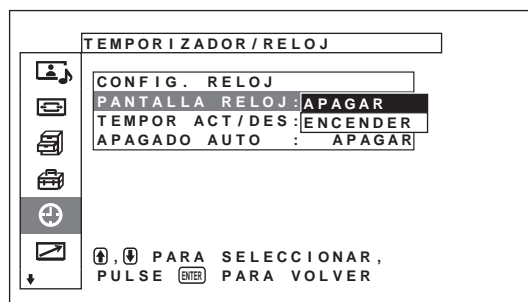 TEMPORIZADOR/RELOJ
CONFIG. RELOJ
PANTALLA RELOJ: APAGAR
TEMPOR ACT/DES: ENCENDER
APAGADO AUTO : APAGAR
, PARA SELECCIONAR,
PULSE ENTER PARA VOLVER